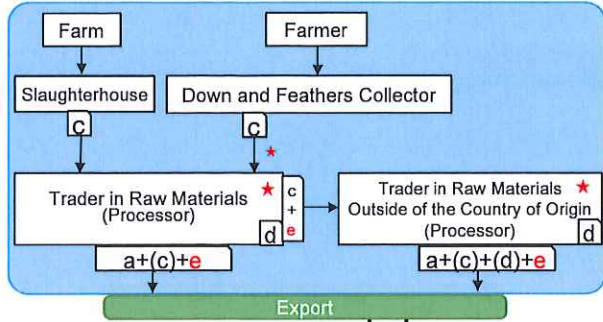 Farm
Farmer
Slaughterhouse
Down and Feathers Collector
c
c
Trader in Raw Materials
(Processor)
d
c
+
e
Trader in Raw Materials
Outside of the Country of Origin
(Processor)
d
a+(c)+e
a+(c)+(d)+e
Export